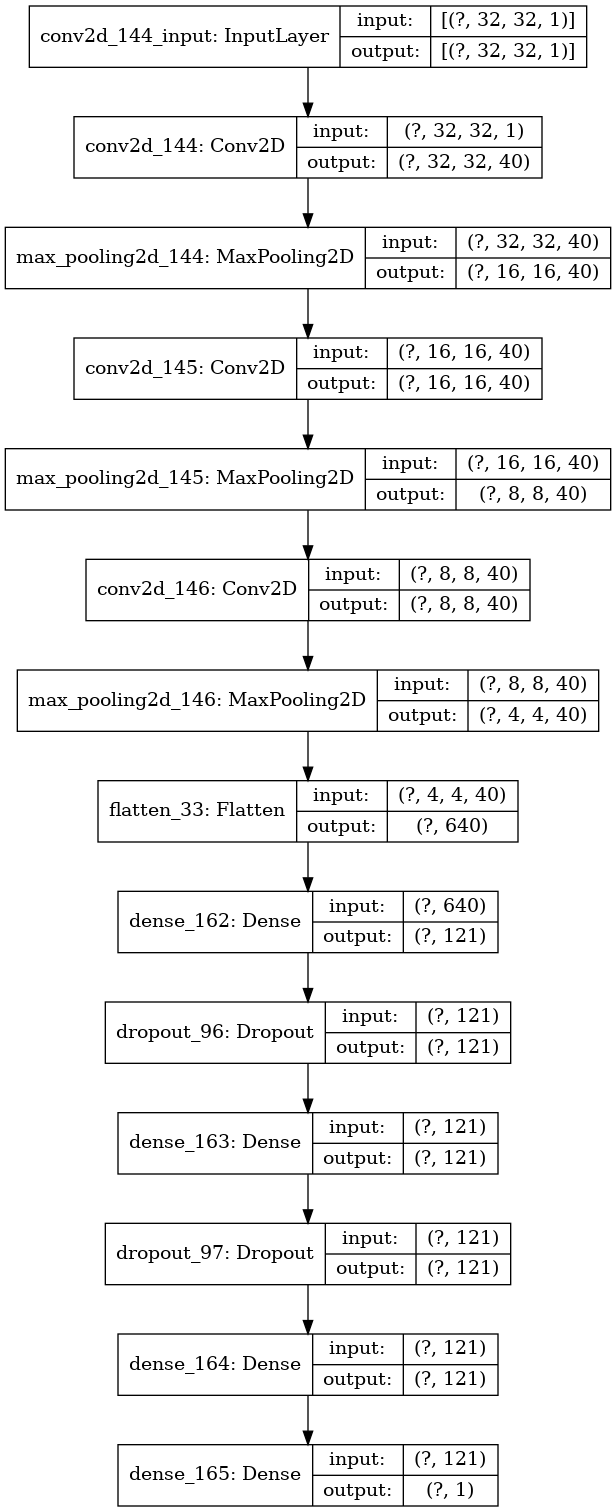 conv2d_144_input: InputLayer
input: [(?, 32, 32, 1)]
output: [(?, 32, 32, 1)]
conv2d_144: Conv2D
input: (?, 32, 32, 1)
output: (?, 32, 32, 40)
max_pooling2d_144: MaxPooling2D
input: (?, 32, 32, 40)
output: (?, 16, 16, 40)
conv2d_145: Conv2D
input: (?, 16, 16, 40)
output: (?, 16, 16, 40)
max_pooling2d_145: MaxPooling2D
input: (?, 16, 16, 40)
output: (?, 8, 8, 40)
conv2d_146: Conv2D
input: (?, 8, 8, 40)
output: (?, 8, 8, 40)
max_pooling2d_146: MaxPooling2D
input: (?, 8, 8, 40)
output: (?, 4, 4, 40)
flatten_33: Flatten
input: (?, 4, 4, 40)
output: (?, 640)
dense_162: Dense
input: (?, 640)
output: (?, 121)
dropout_96: Dropout
input: (?, 121)
output: (?, 121)
dense_163: Dense
input: (?, 121)
output: (?, 121)
dropout_97: Dropout
input: (?, 121)
output: (?, 121)
dense_164: Dense
input: (?, 121)
output: (?, 121)
dense_165: Dense
input: (?, 121)
output: (?, 1)